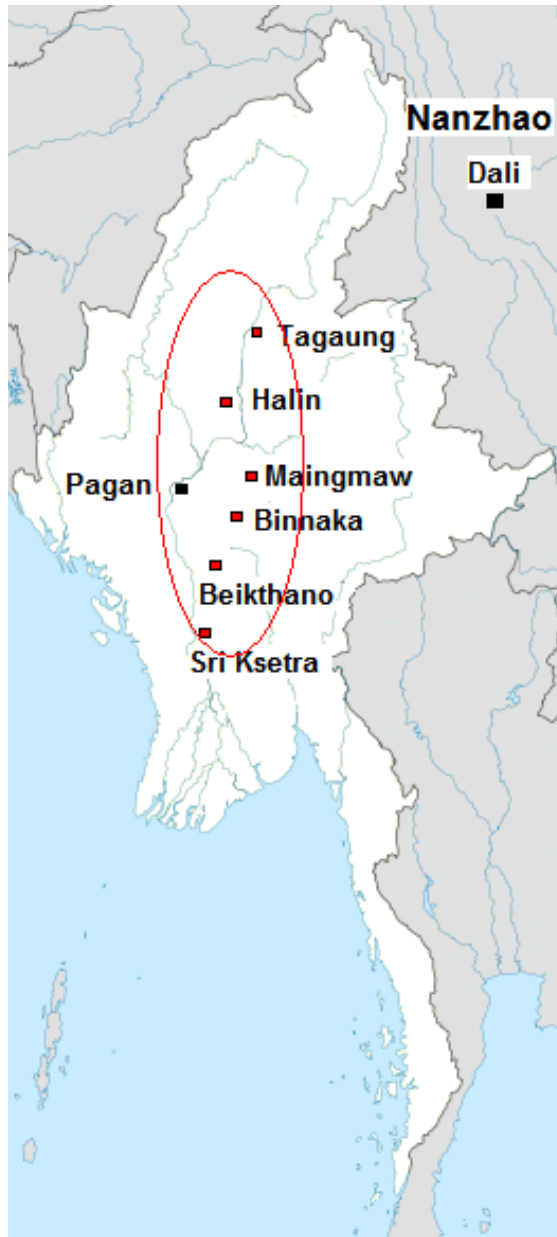 Nanzhao
Dali
Tagaung
Halin
Maingmaw
Pagan
Binnaka
Beikthano
Sri Ksetra